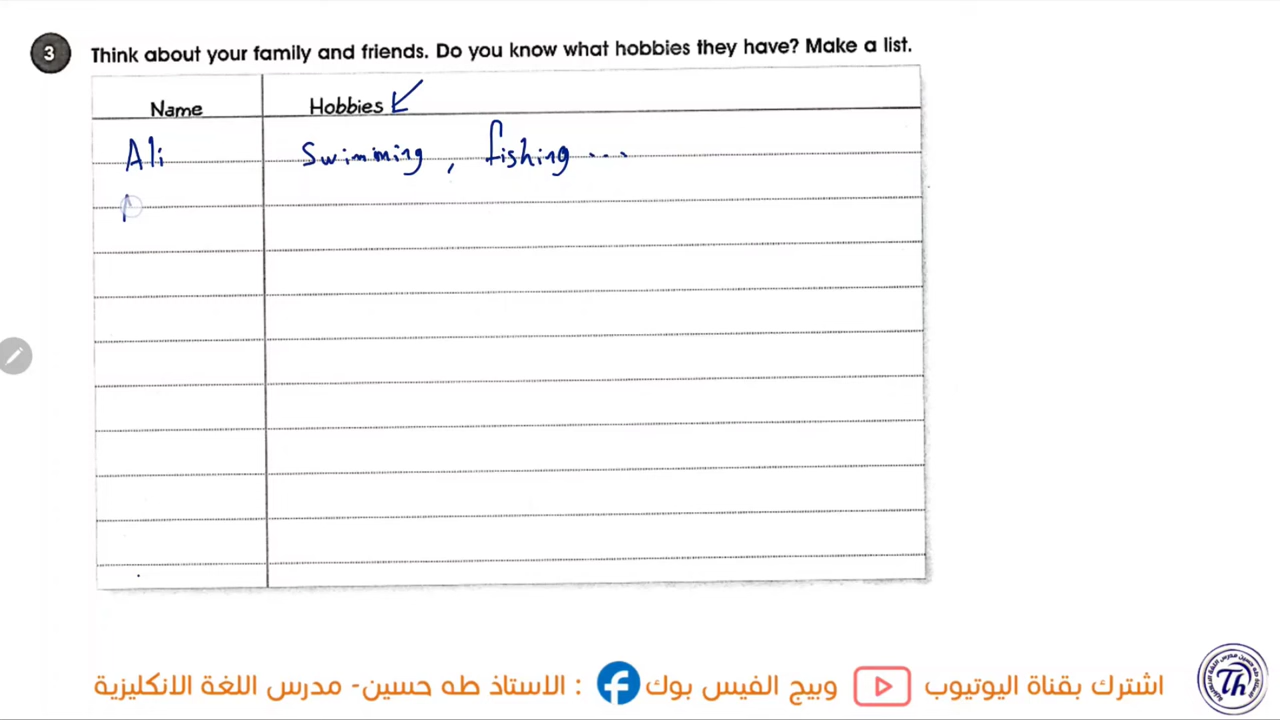 3 Think about your family and friends. Do you know what hobbies they have? Make a list.
Name Hobbies
Ali swimming, fishing ...
اشترك بقناة اليوتيوب وبيج الفيس بوك : الاستاذ طه حسين- مدرس اللغة الانكليزية
Th